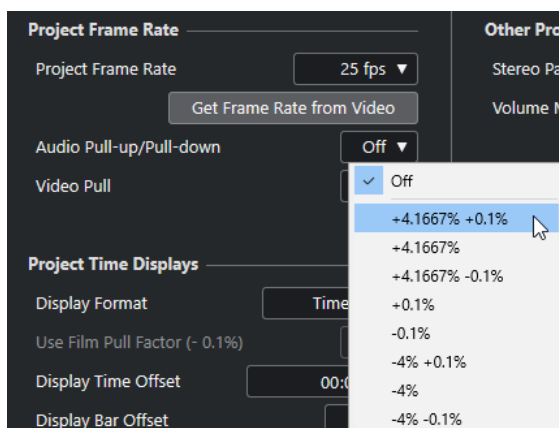 Project Frame Rate
Other Pro
Project Frame Rate
25 fps
Stereo Pa
Get Frame Rate from Video
Volume M
Audio Pull-up/Pull-down
Off
Video Pull
Off
+4.1667% +0.1%
+4.1667%
Project Time Displays
+4.1667% -0.1%
Display Format
Time
+0.1%
Use Film Pull Factor (- 0.1%)
-0.1%
-4% +0.1%
Display Time Offset
00:0
-4%
Display Bar Offset
-4% -0.1%